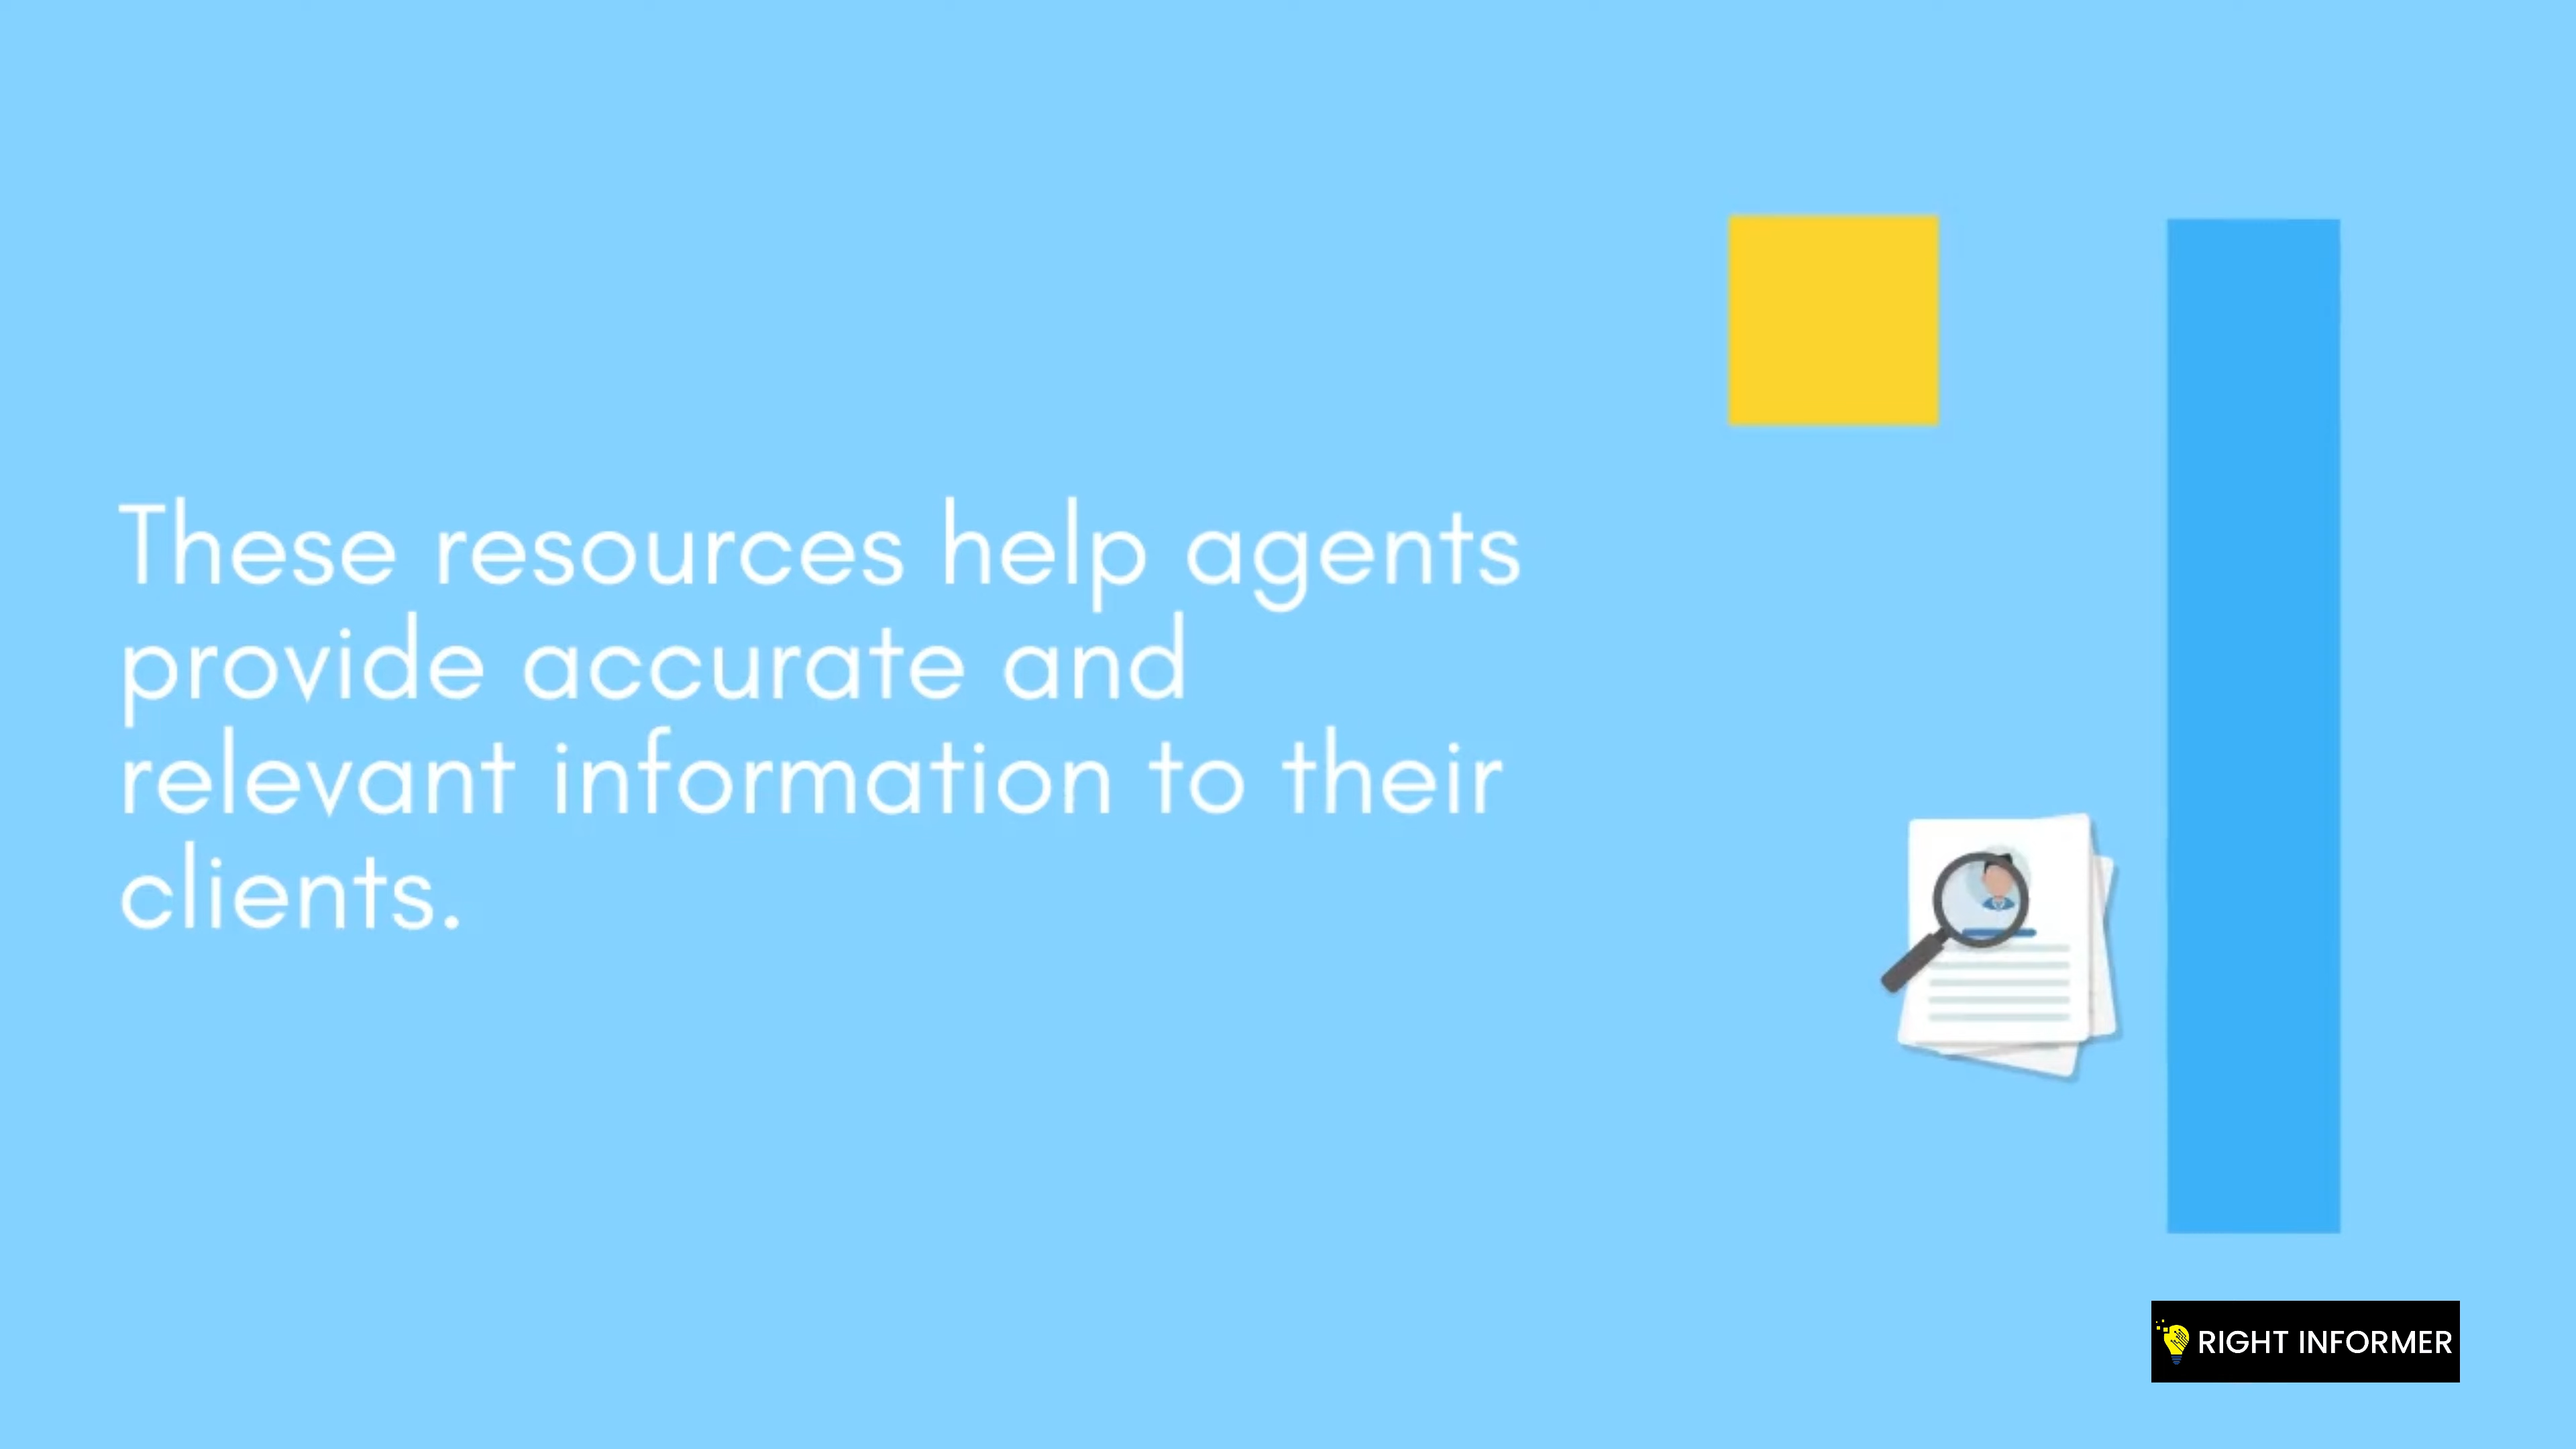 These resources help agents
provide accurate and
relevant information to their
clients.
RIGHT INFORMER